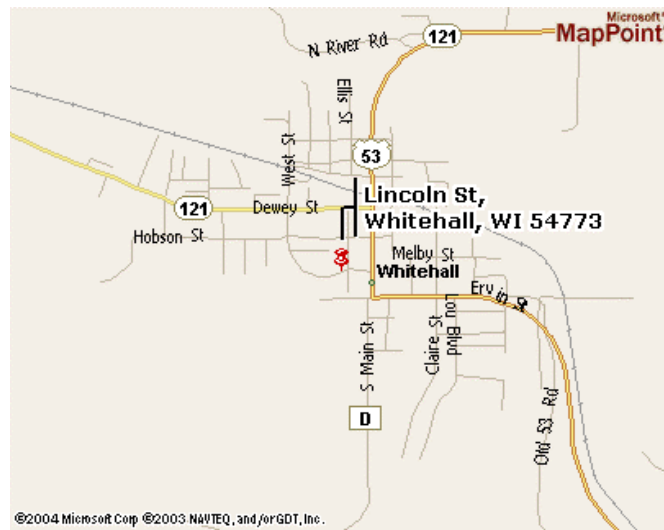 Microsoft®
MapPoint®
N River Rd
121
Ellis St
West St
53
Lincoln St,
Whitehall, WI 54773
121
Dewey St
Hobson St
Melby St
Whitehall
Ervin St
Lou Blvd
Claire St
S Main St
D
Old 53 Rd
©2004 Microsoft Corp ©2003 NAVTEQ, and/or GDT, Inc.